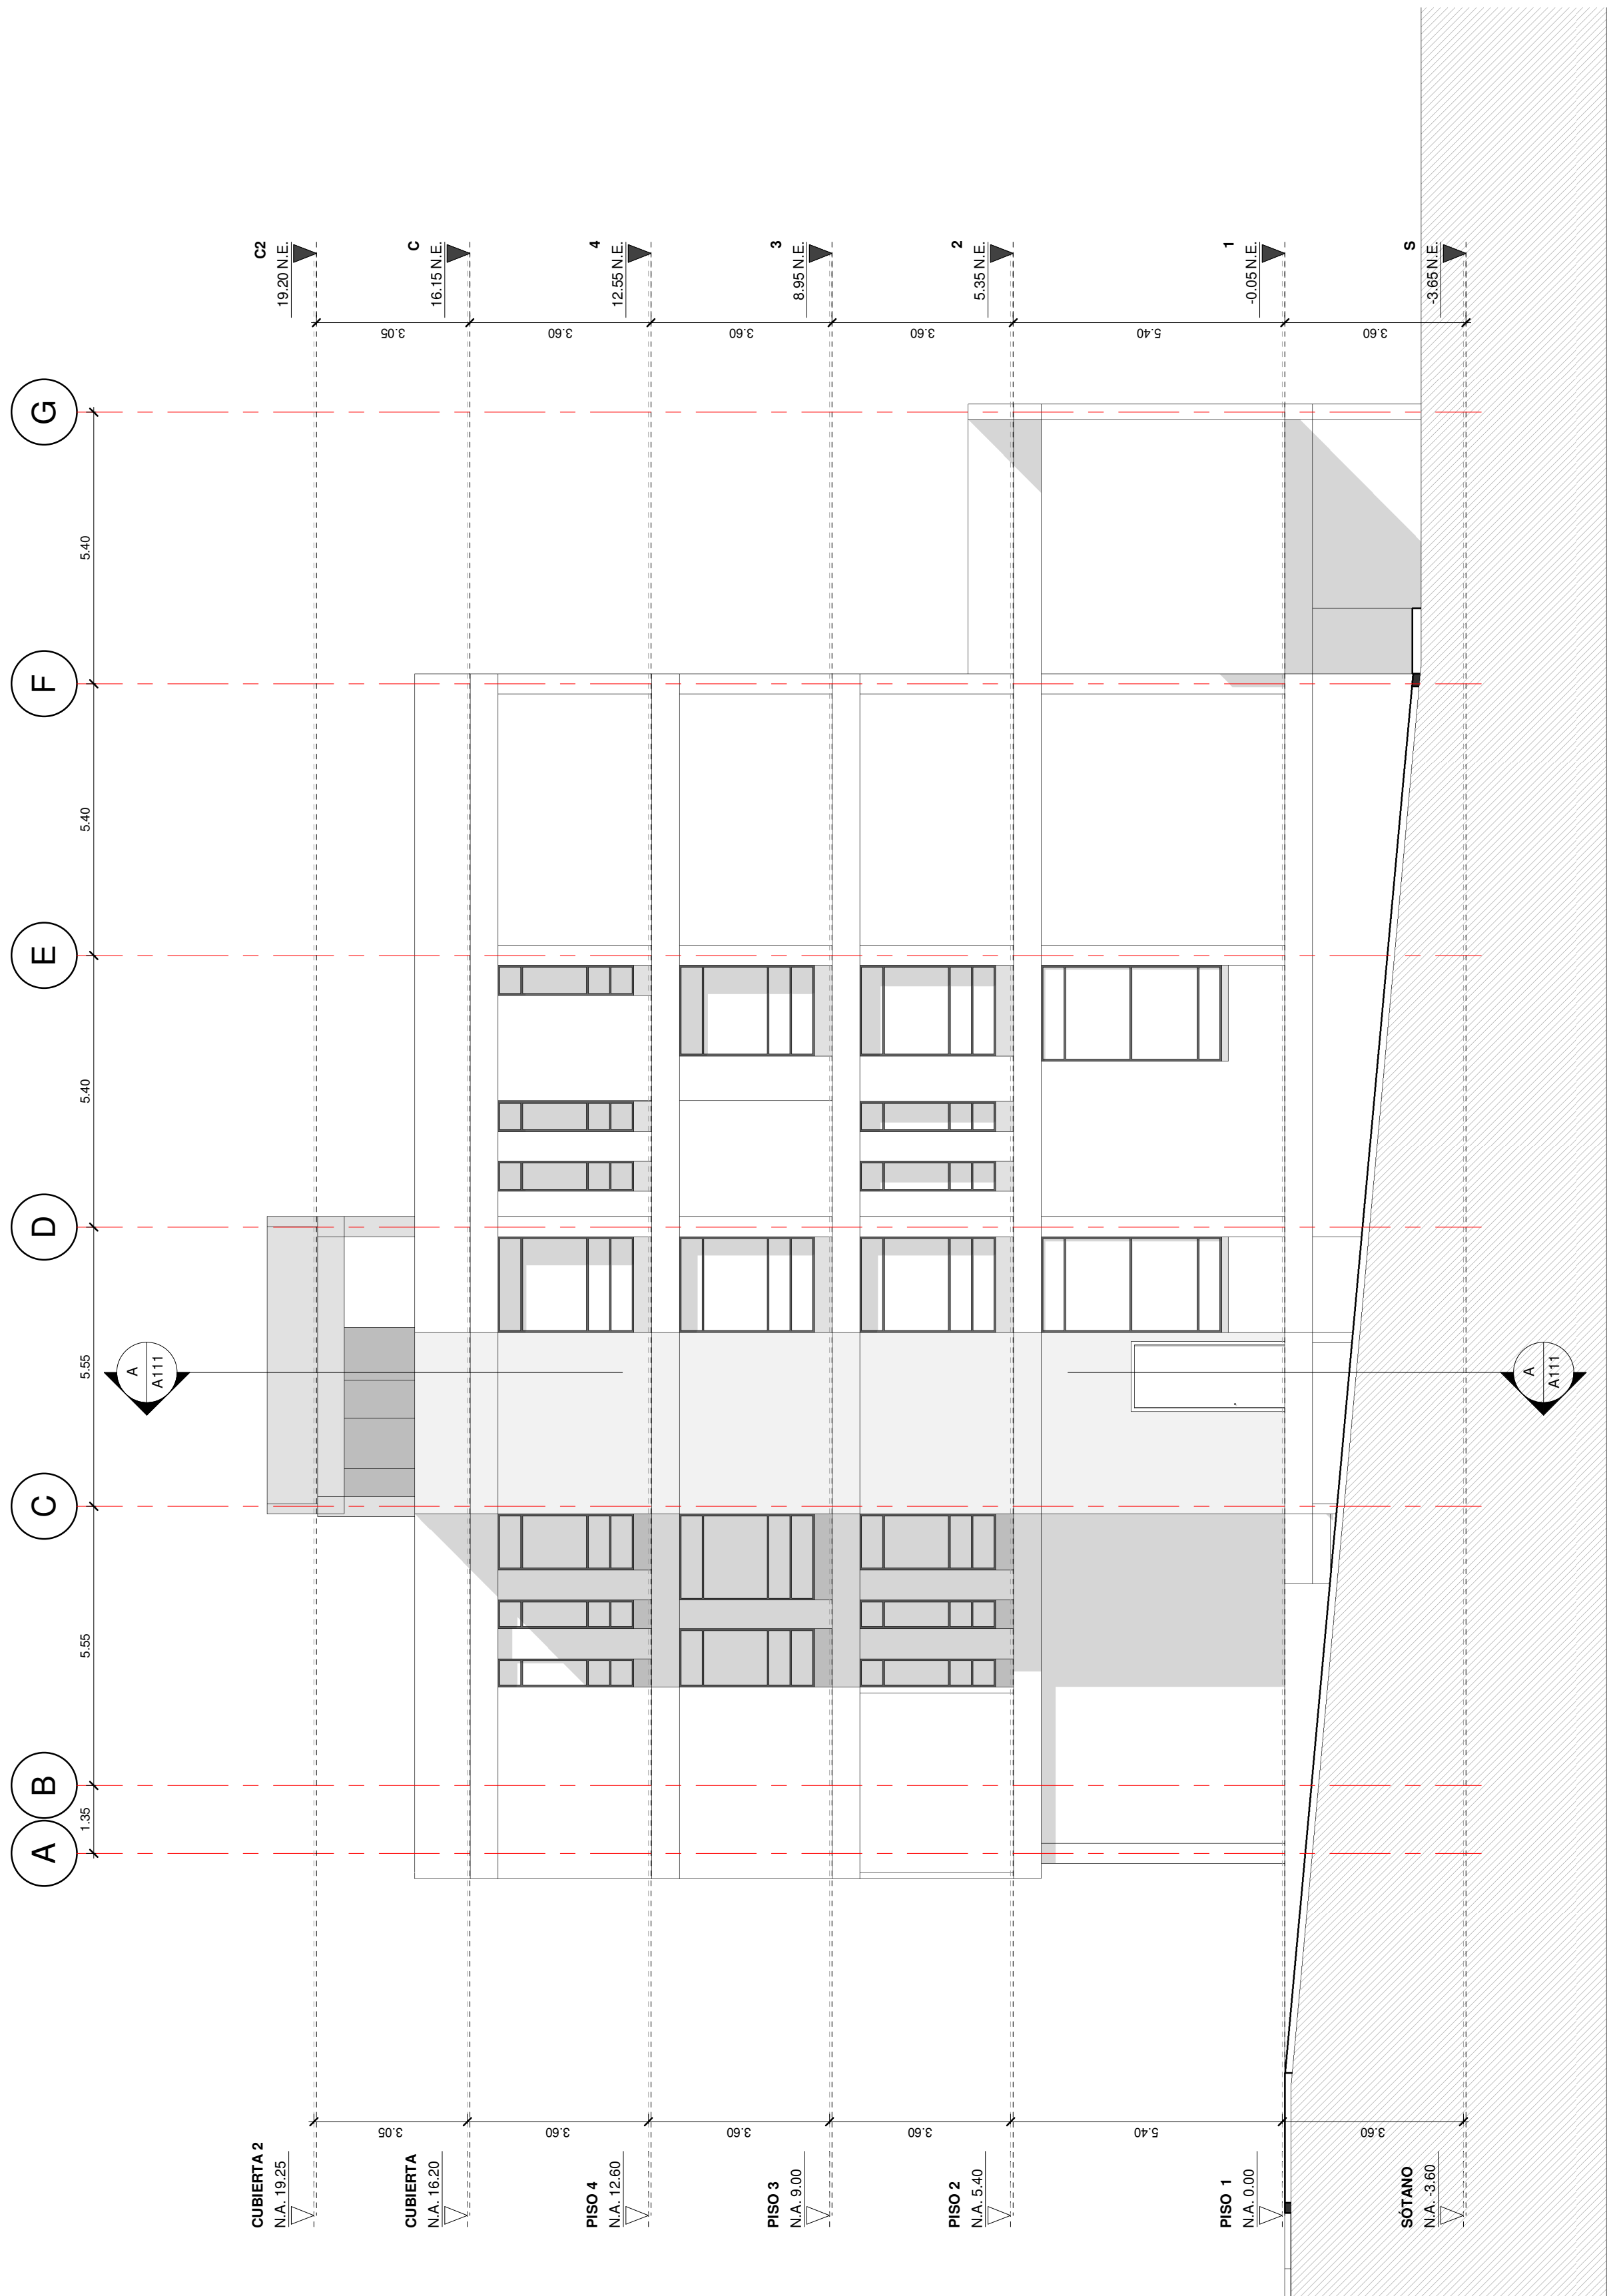 A
B
C
D
E
F
G
1.35
5.55
5.55
5.40
5.40
5.40
A
A111
CUBIERTA 2
N.A. 19.25
CUBIERTA
N.A. 16.20
PISO 4
N.A. 12.60
PISO 3
N.A. 9.00
PISO 2
N.A. 5.40
PISO 1
N.A. 0.00
SÓTANO
N.A. -3.60
3.05
3.60
3.60
3.60
5.40
3.60
C2
19.20 N.E.
C
16.15 N.E.
4
12.55 N.E.
3
8.95 N.E.
2
5.35 N.E.
1
-0.05 N.E.
S
-3.65 N.E.
3.05
3.60
3.60
3.60
5.40
3.60
A
A111